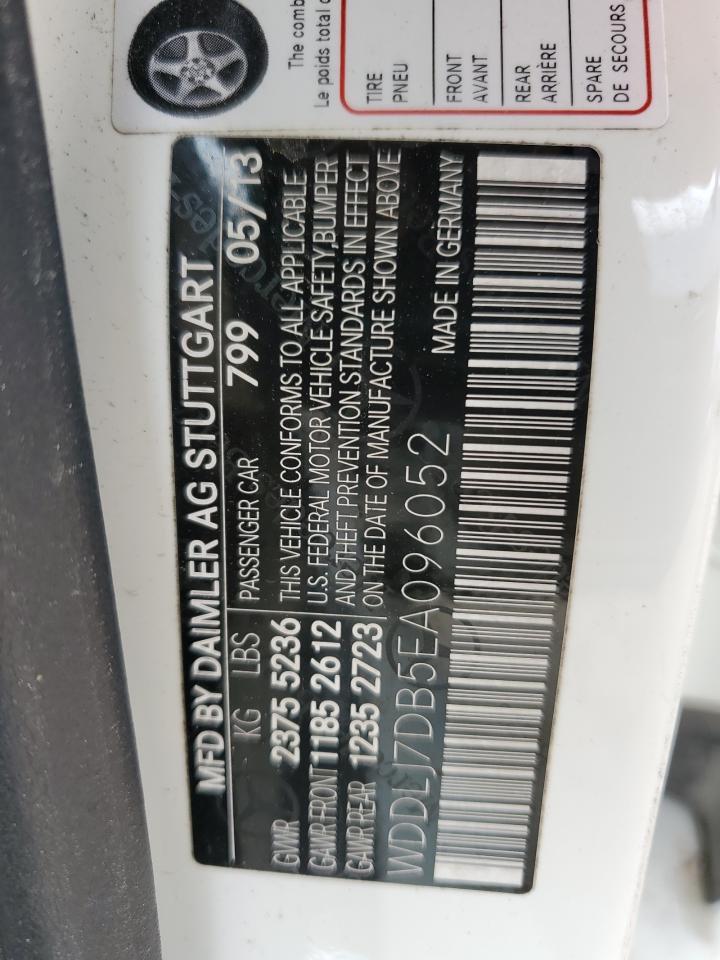 The comb
Le poids total
TIRE
PNEU
FRONT
AVANT
REAR
ARRIÈRE
SPARE
DE SECOURS
MFD BY DAIMLER AG STUTTGART
KG LBS
799 05/13
GVWR 2375 5236
GAWR FRONT 1185 2612
GAWR REAR 1235 2723
PASSENGER CAR
THIS VEHICLE CONFORMS TO ALL APPLICABLE
U.S. FEDERAL MOTOR VEHICLE SAFETY,BUMPER,
AND THEFT PREVENTION STANDARDS IN EFFECT
ON THE DATE OF MANUFACTURE SHOWN ABOVE
WDDLJ7DB5EA096052
MADE IN GERMANY